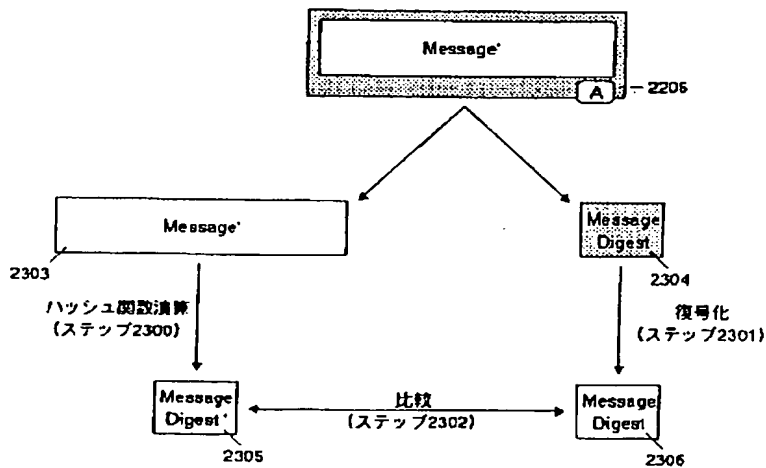 Message'
A
2206
Message'
2303
Message
Digest
2304
ハッシュ関数演算
(ステップ2300)
復号化
(ステップ2301)
Message
Digest'
2305
比較
(ステップ2302)
Message
Digest
2306